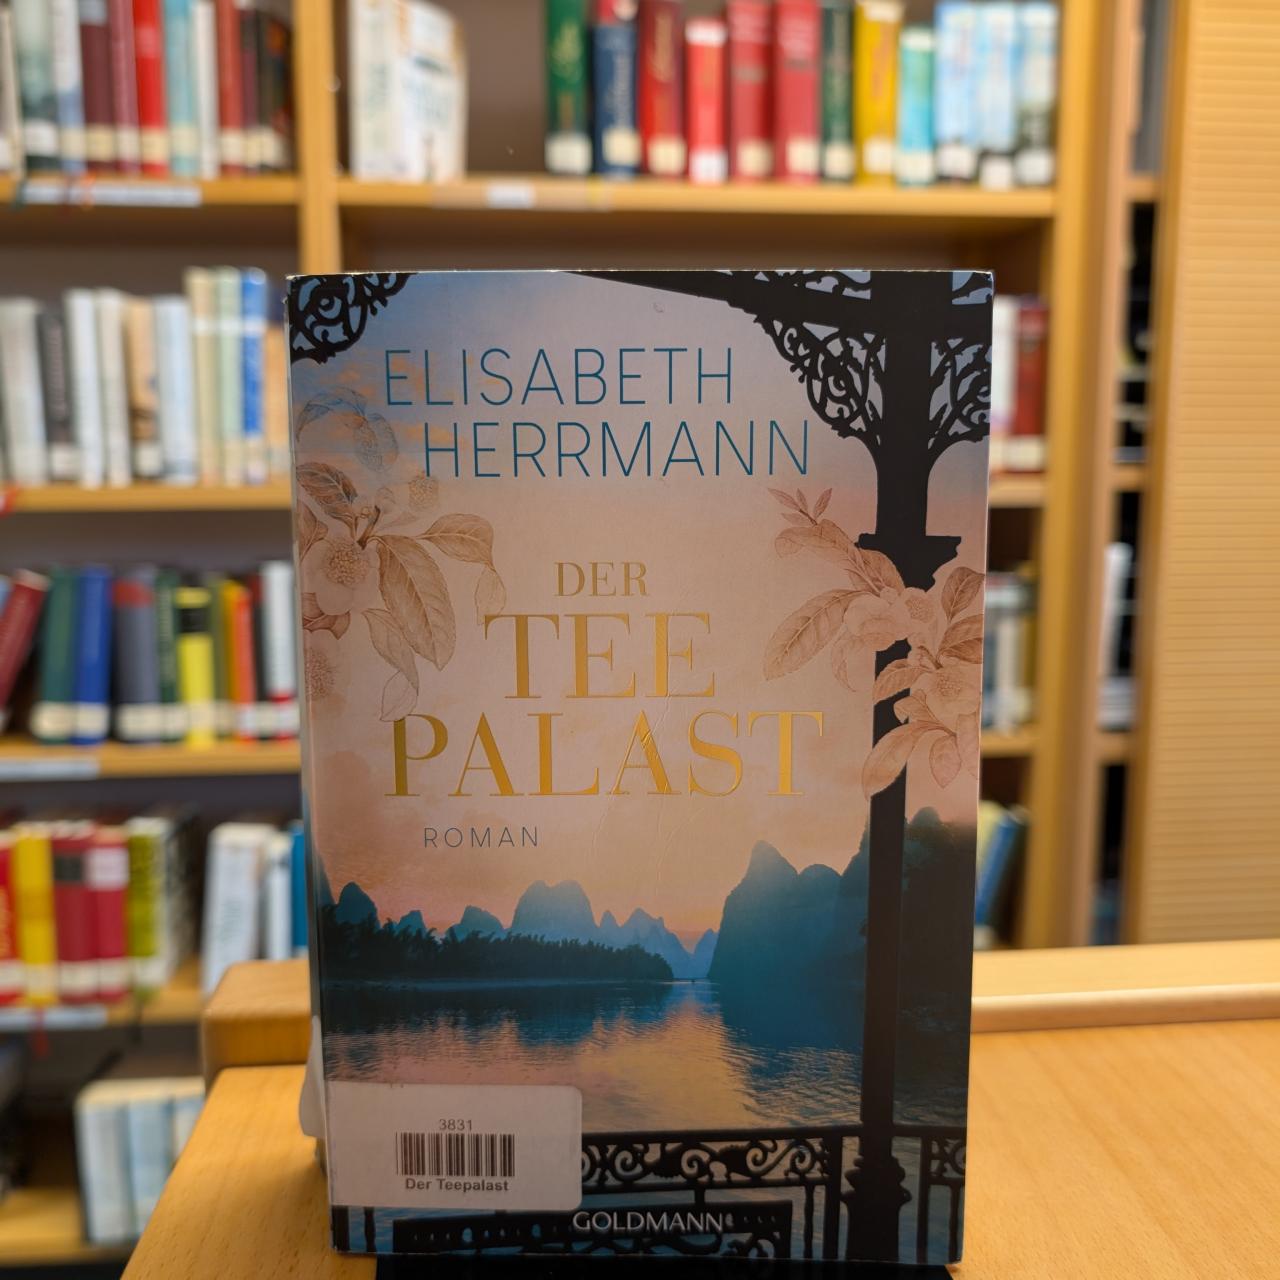 ELISABETH
HERRMANN
DER
TEE
PALAST
ROMAN
3831
Der Teepalast
GOLDMANN